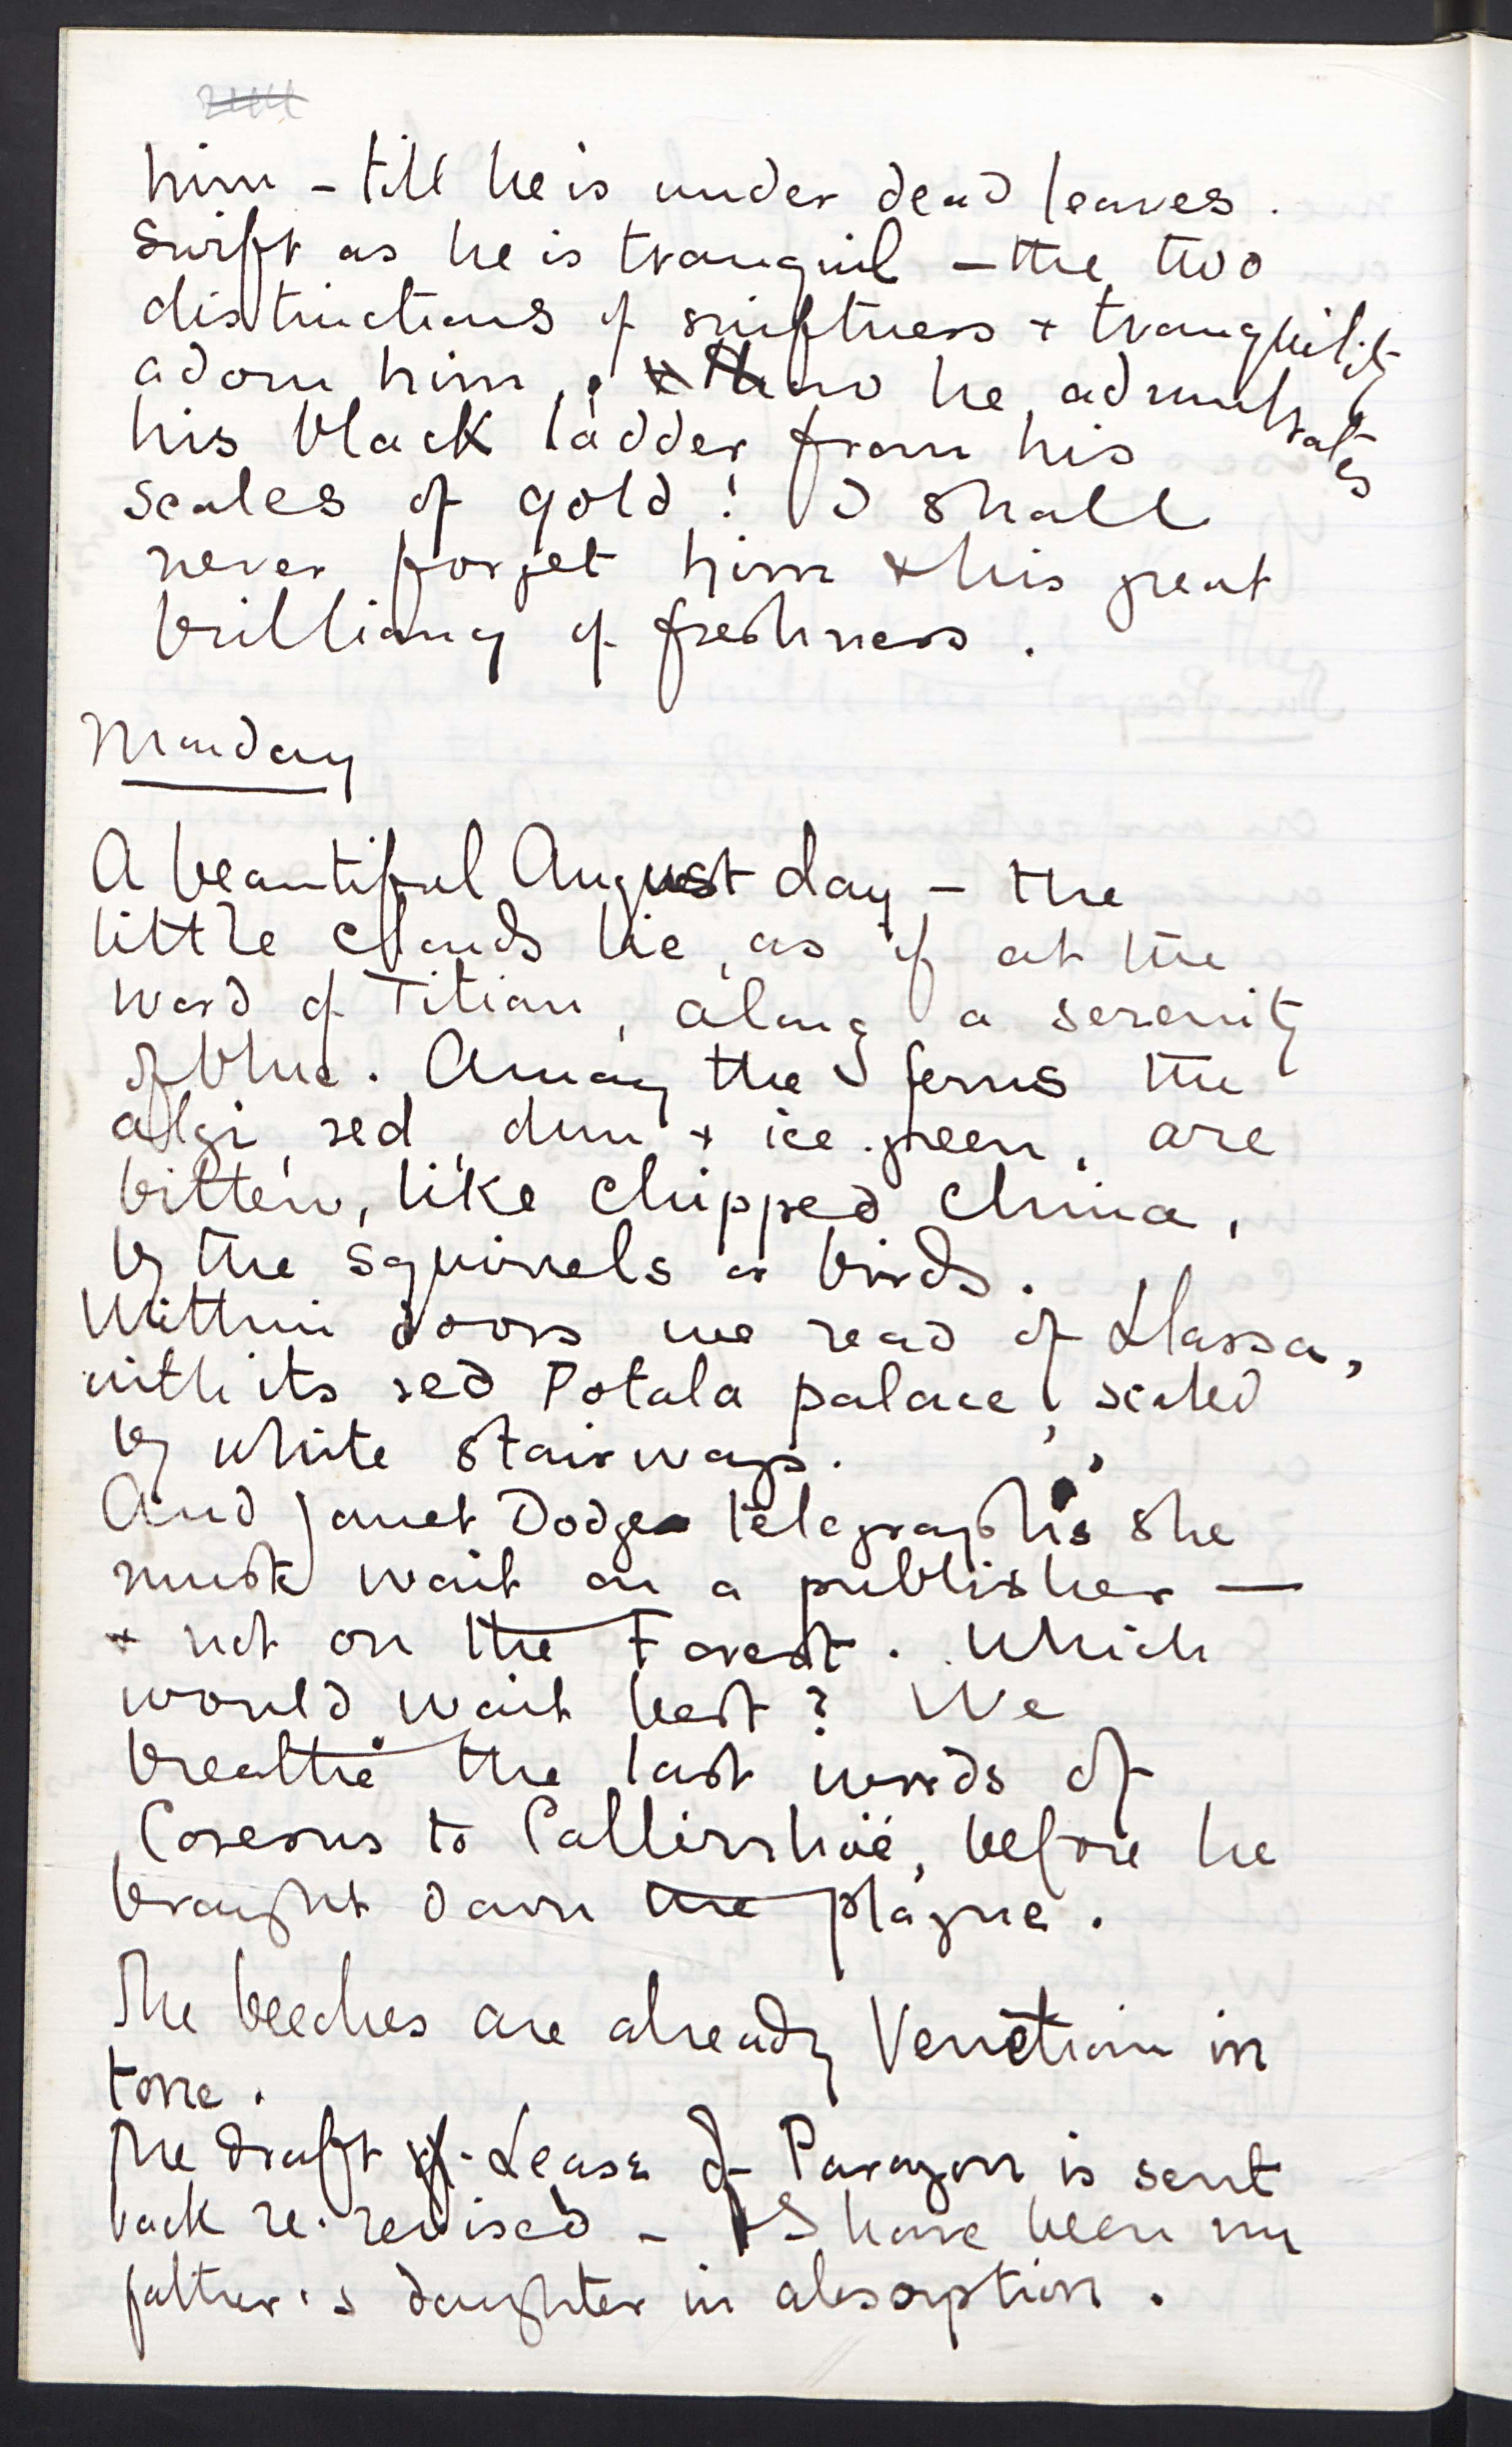 him – till he is under dead leaves.
Swift as he is tranquil – the two
distinctions of swiftness + tranquility
adorn him, . how he adumbrates
his black ladder from his
scales of gold! I shall
never forget him & his great
brilliancy of freshness.
Monday
A beautiful August day – the
little clouds lie, as if at the
word of Titian, along a serenity
of blue. Among the ferns the
algi, red, dun + ice-green, are
bitten, like chipped china,
by the squirrels or birds.
Within doors we read of Llassa,
with its red Potala palace, scaled
by white stairways.
And Janet Dodge telegraphs she
must wait on a publisher —
+ not on the Forest. Which
would wait best? We
breathe the last words of
Coresus to Callirrhoë, before he
brought down the plague.
The beeches are already Venetian in
tone.
The draft of Lease of Paragon is sent
back re-revised – I have been my
father's daughter in absorption.